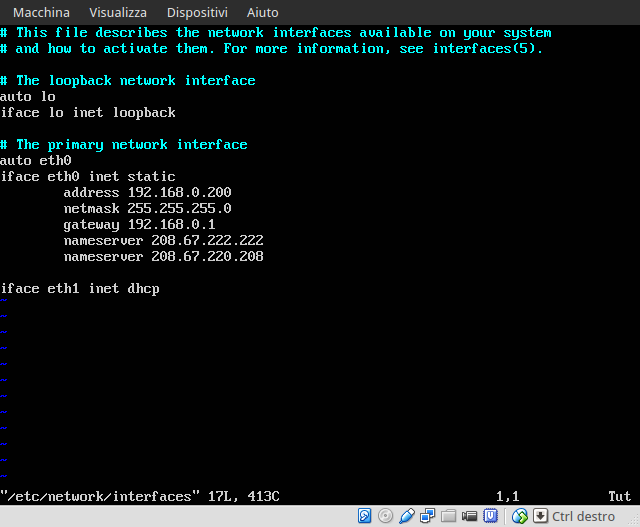 Macchina Visualizza Dispositivi Aiuto
# This file describes the network interfaces available on your system
# and how to activate them. For more information, see interfaces(5).
# The loopback network interface
auto lo
iface lo inet loopback
# The primary network interface
auto eth0
iface eth0 inet static
address 192.168.0.200
netmask 255.255.255.0
gateway 192.168.0.1
nameserver 208.67.222.222
nameserver 208.67.220.208
iface eth1 inet dhcp
~
~
~
~
~
~
~
~
~
~
~
~
"/etc/network/interfaces" 17L, 413C 1,1 Tut
Ctrl destro